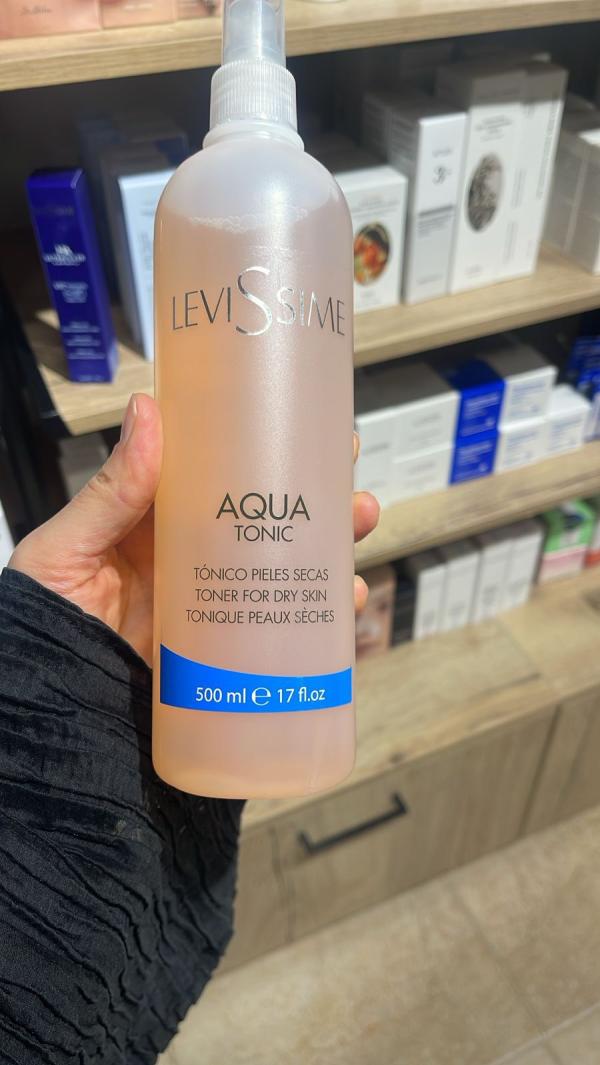 LEVISSIME
AQUA
TONIC
TÓNICO PIELES SECAS
TONER FOR DRY SKIN
TONIQUE PEAUX SÈCHES
500 ml ℮ 17 fl.oz